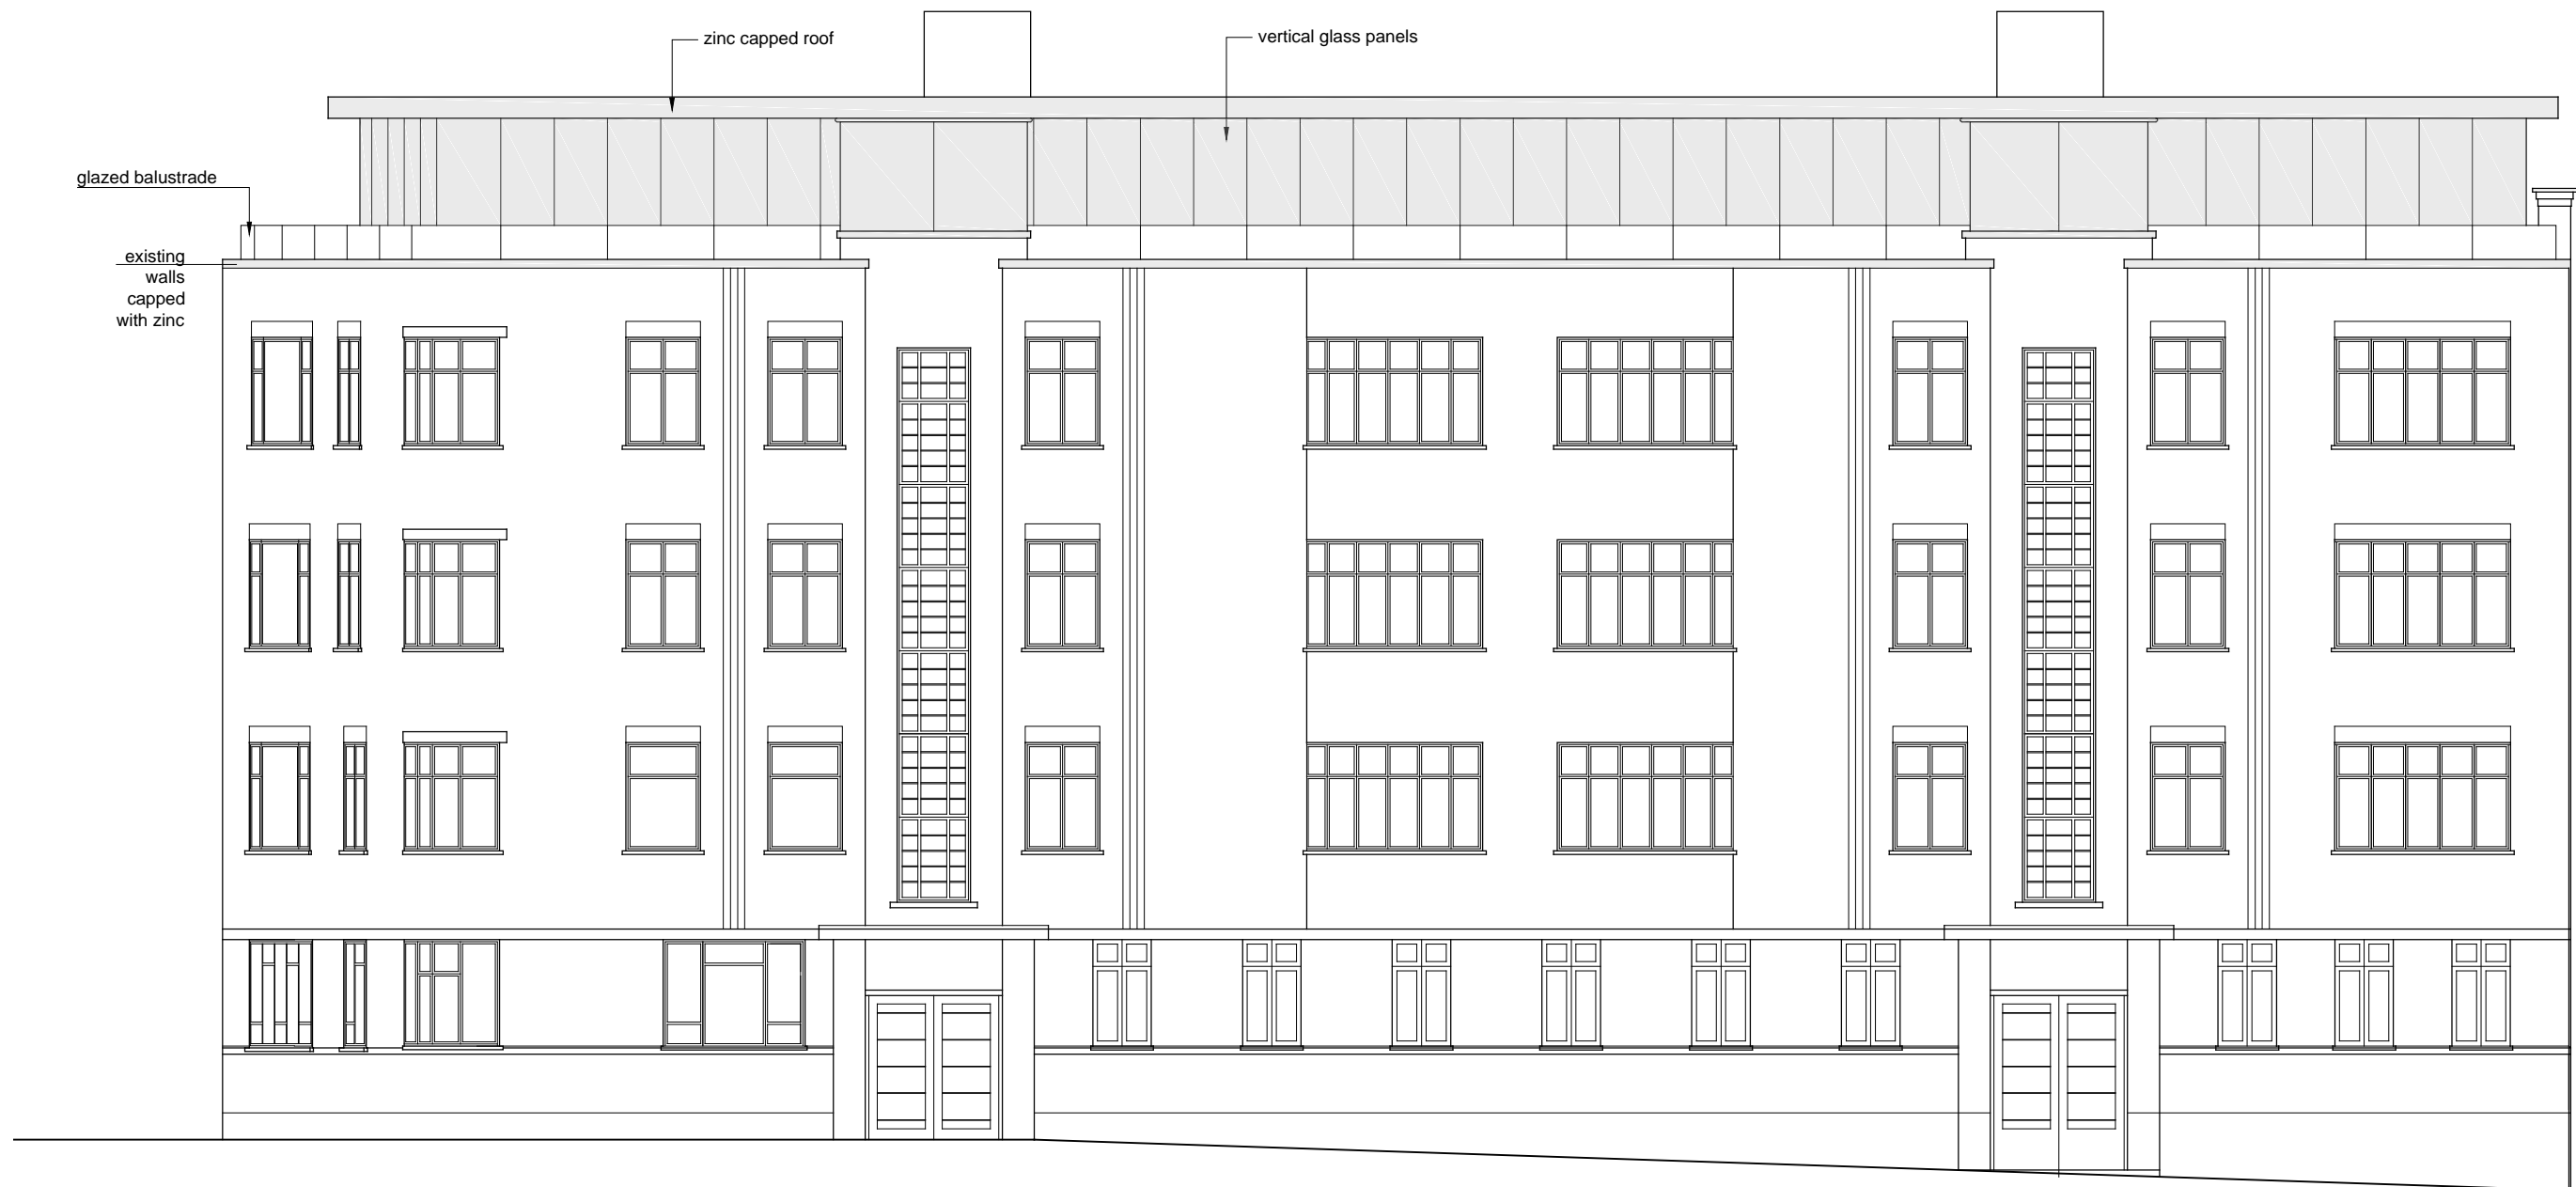 zinc capped roof
vertical glass panels
glazed balustrade
existing
walls
capped
with zinc